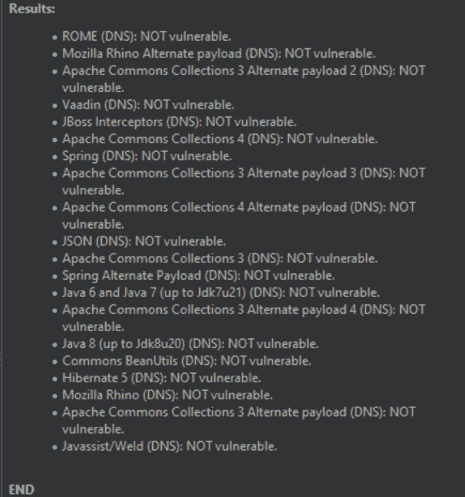 Results:
• ROME (DNS): NOT vulnerable.
• Mozilla Rhino Alternate payload (DNS): NOT vulnerable.
• Apache Commons Collections 3 Alternate payload 2 (DNS): NOT
vulnerable.
• Vaadin (DNS): NOT vulnerable.
• JBoss Interceptors (DNS): NOT vulnerable.
• Apache Commons Collections 4 (DNS): NOT vulnerable.
• Spring (DNS): NOT vulnerable.
• Apache Commons Collections 3 Alternate payload 3 (DNS): NOT
vulnerable.
• Apache Commons Collections 4 Alternate payload (DNS): NOT
vulnerable.
• JSON (DNS): NOT vulnerable.
• Apache Commons Collections 3 (DNS): NOT vulnerable.
• Spring Alternate Payload (DNS): NOT vulnerable.
• Java 6 and Java 7 (up to Jdk7u21) (DNS): NOT vulnerable.
• Apache Commons Collections 3 Alternate payload 4 (DNS): NOT
vulnerable.
• Java 8 (up to Jdk8u20) (DNS): NOT vulnerable.
• Commons BeanUtils (DNS): NOT vulnerable.
• Hibernate 5 (DNS): NOT vulnerable.
• Mozilla Rhino (DNS): NOT vulnerable.
• Apache Commons Collections 3 Alternate payload (DNS): NOT
vulnerable.
• Javassist/Weld (DNS): NOT vulnerable.
END